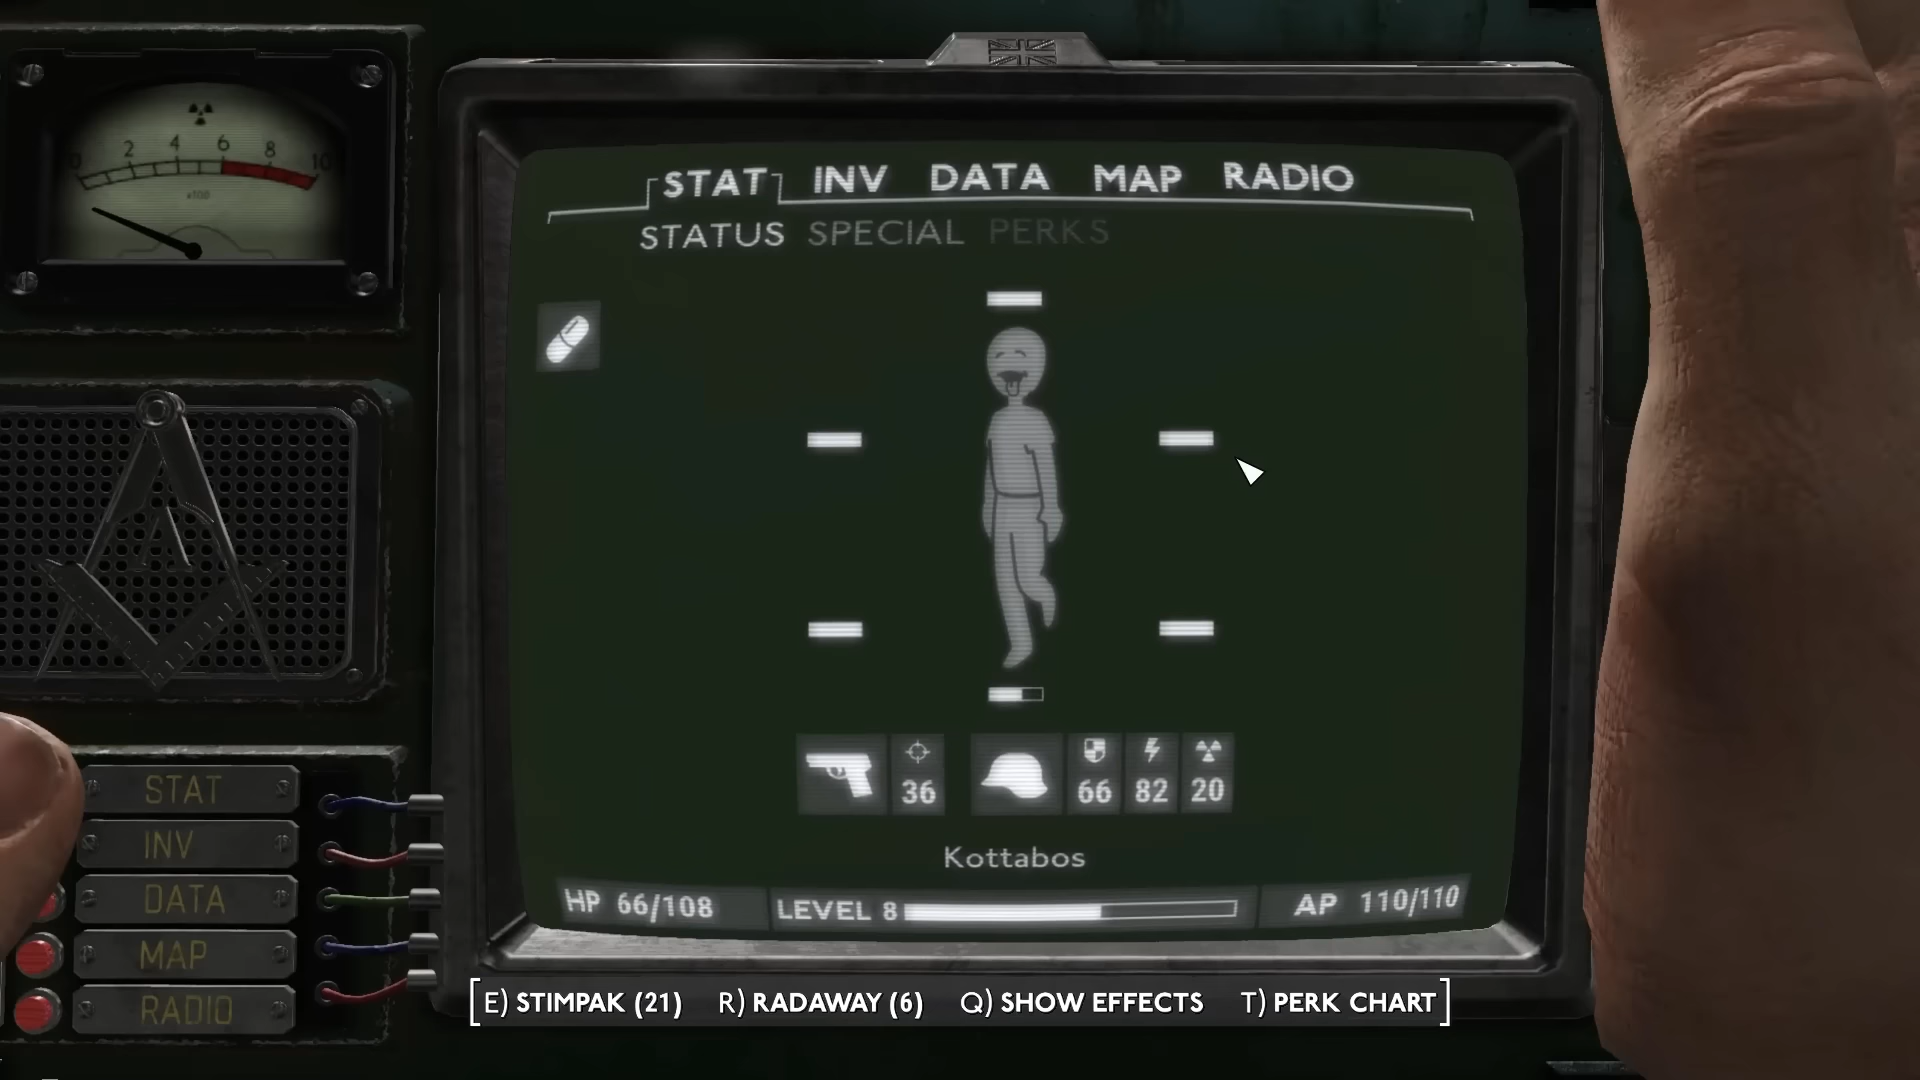 0 2 4 6 8 10
x100
STAT INV DATA MAP RADIO
STATUS SPECIAL PERKS
36 66 82 20
Kottabos
HP 66/108 LEVEL 8 AP 110/110
STAT
INV
DATA
MAP
RADIO
E) STIMPAK (21) R) RADAWAY (6) Q) SHOW EFFECTS T) PERK CHART